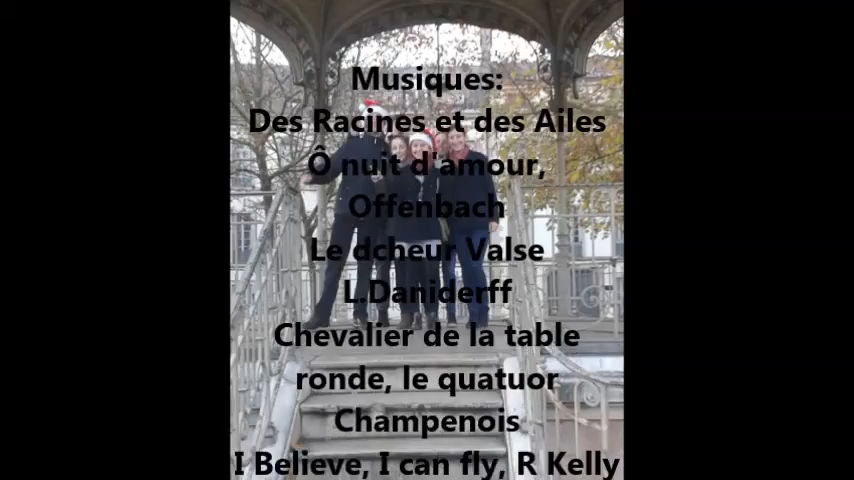 Musiques:
Des Racines et des Ailes
Ô nuit d'amour,
Offenbach
Le dcheur Valse
L.Daniderff
Chevalier de la table
ronde, le quatuor
Champenois
I Believe, I can fly, R Kelly